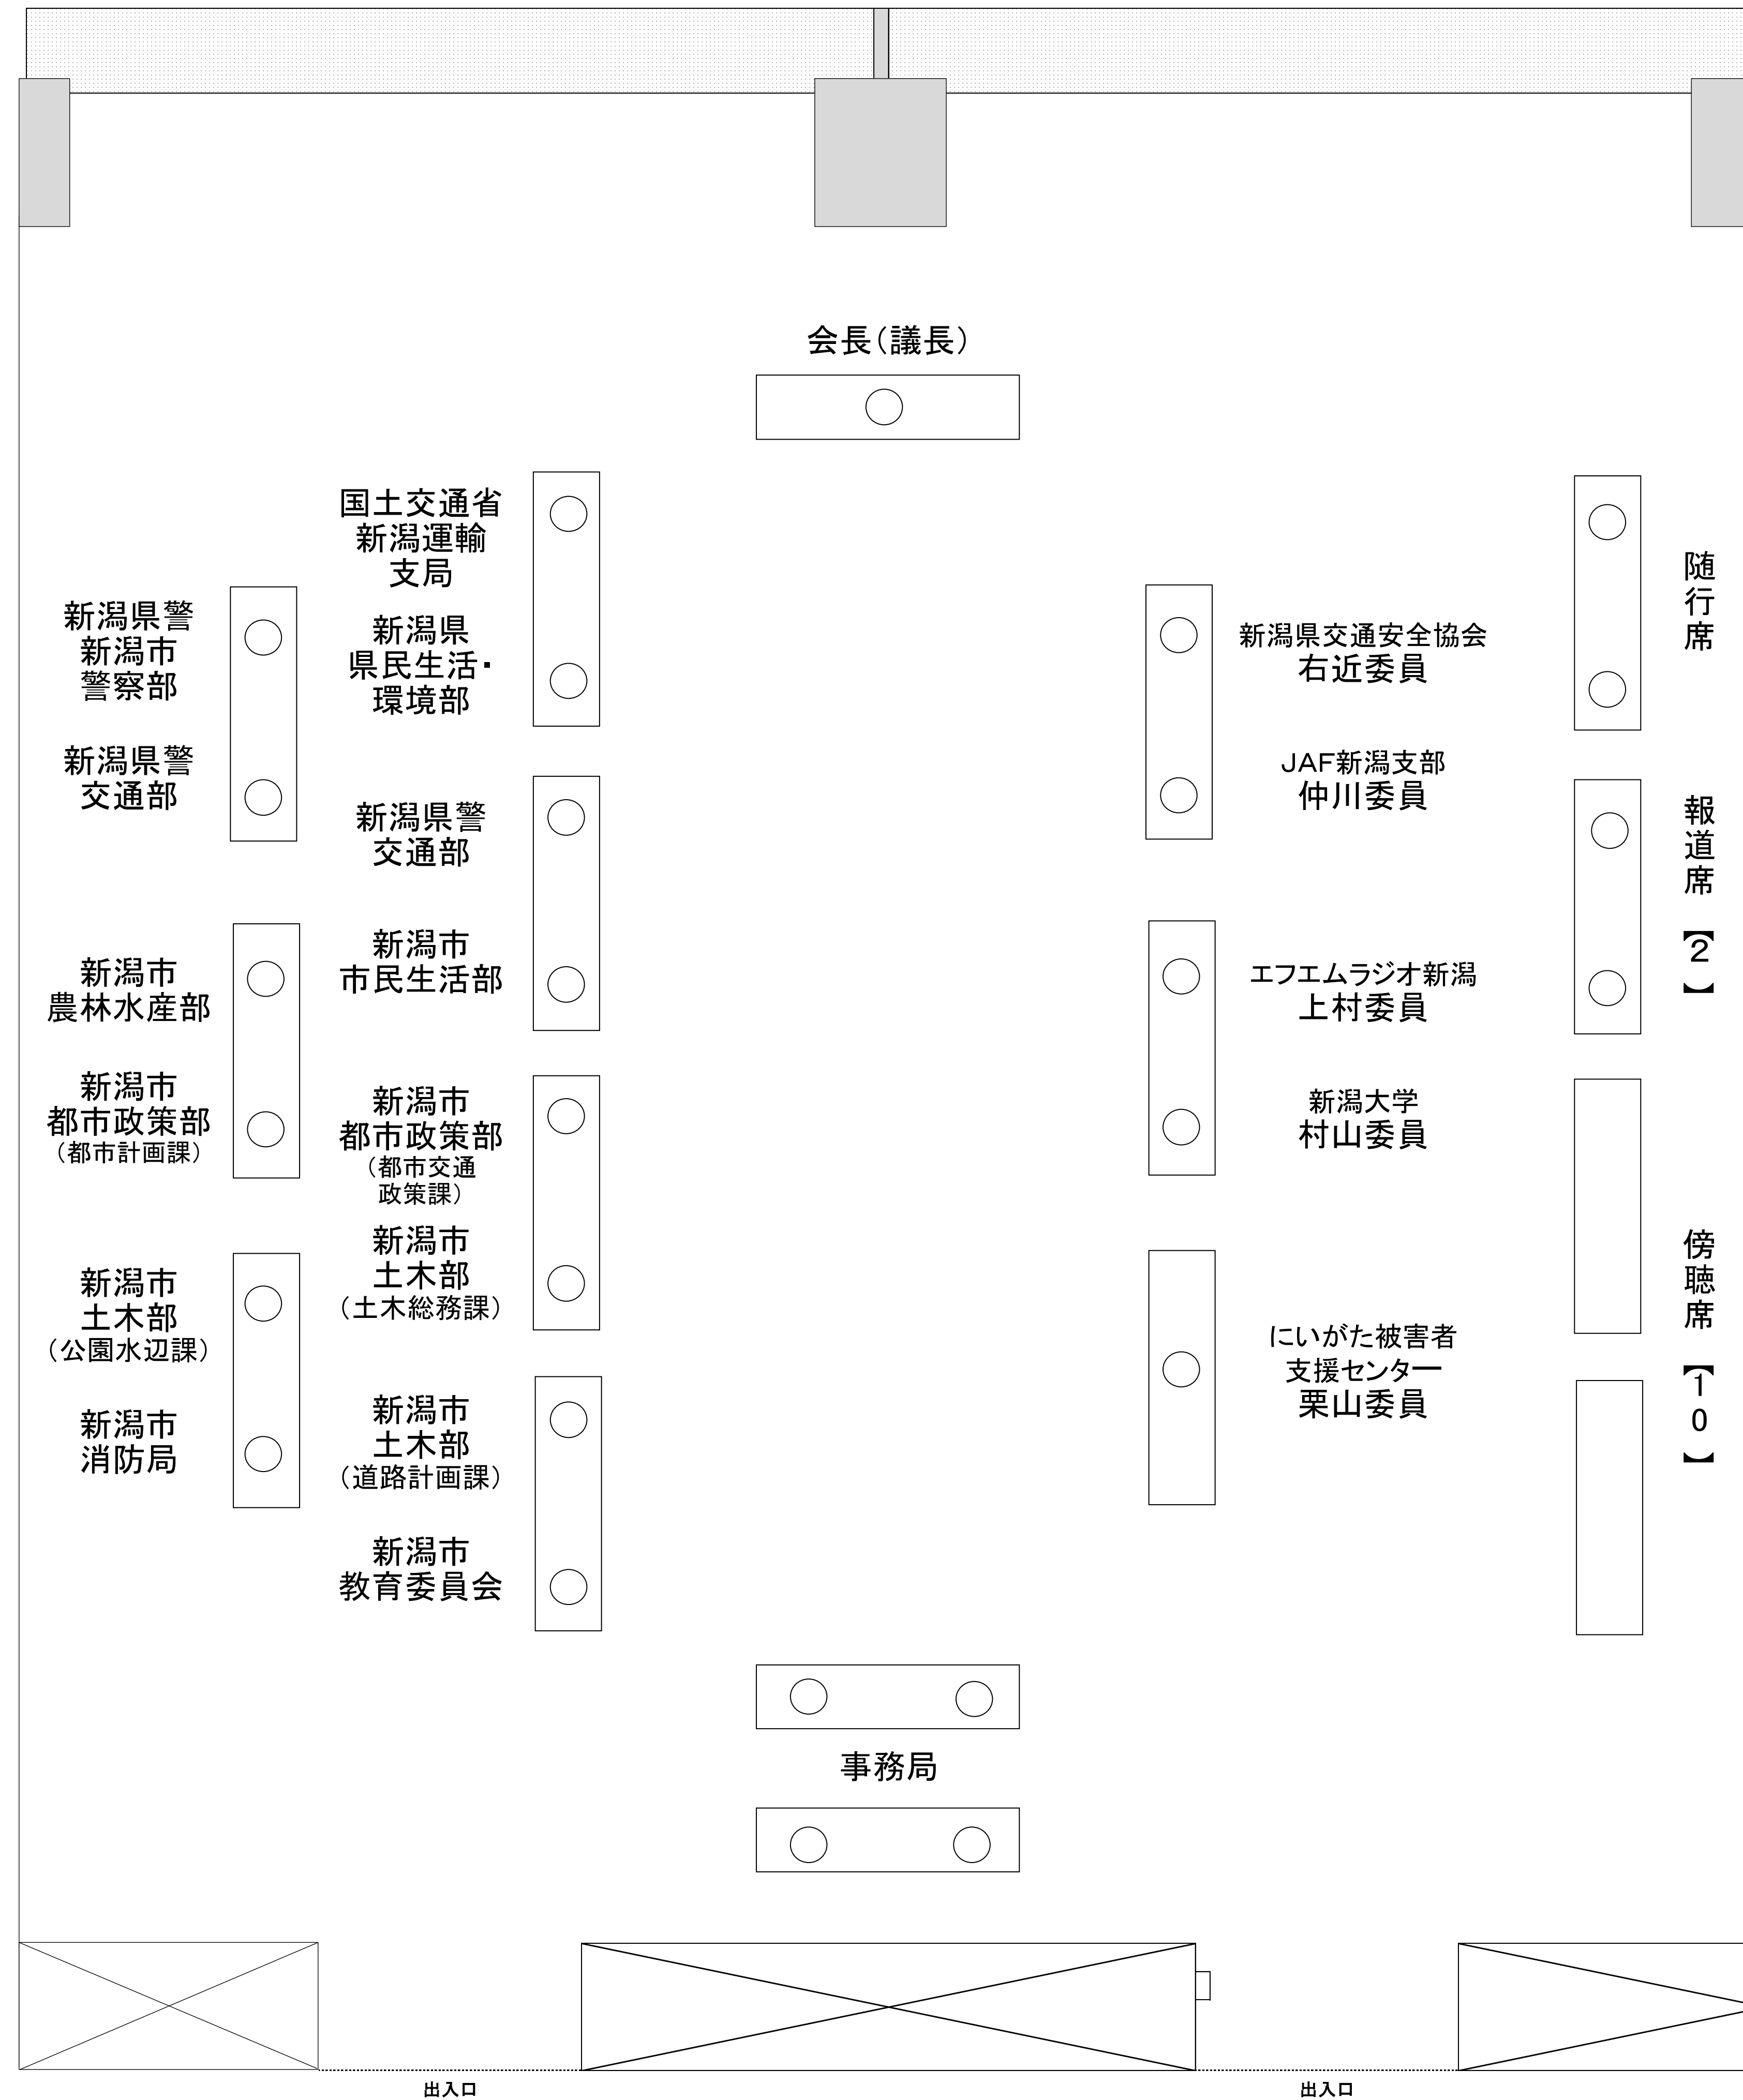 会長(議長)
国土交通省
新潟運輸
支局
新潟県
県民生活・
環境部
新潟県警
新潟市
警察部
新潟県警
交通部
新潟県警
交通部
新潟市
市民生活部
新潟市
農林水産部
新潟市
都市政策部
(都市計画課)
新潟市
都市政策部
(都市交通
政策課)
新潟市
土木部
(土木総務課)
新潟市
土木部
(公園水辺課)
新潟市
消防局
新潟市
土木部
(道路計画課)
新潟市
教育委員会
新潟県交通安全協会
右近委員
JAF新潟支部
仲川委員
エフエムラジオ新潟
上村委員
新潟大学
村山委員
にいがた被害者
支援センター
栗山委員
随行席
報道席【2】
傍聴席【10】
事務局
出入口
出入口